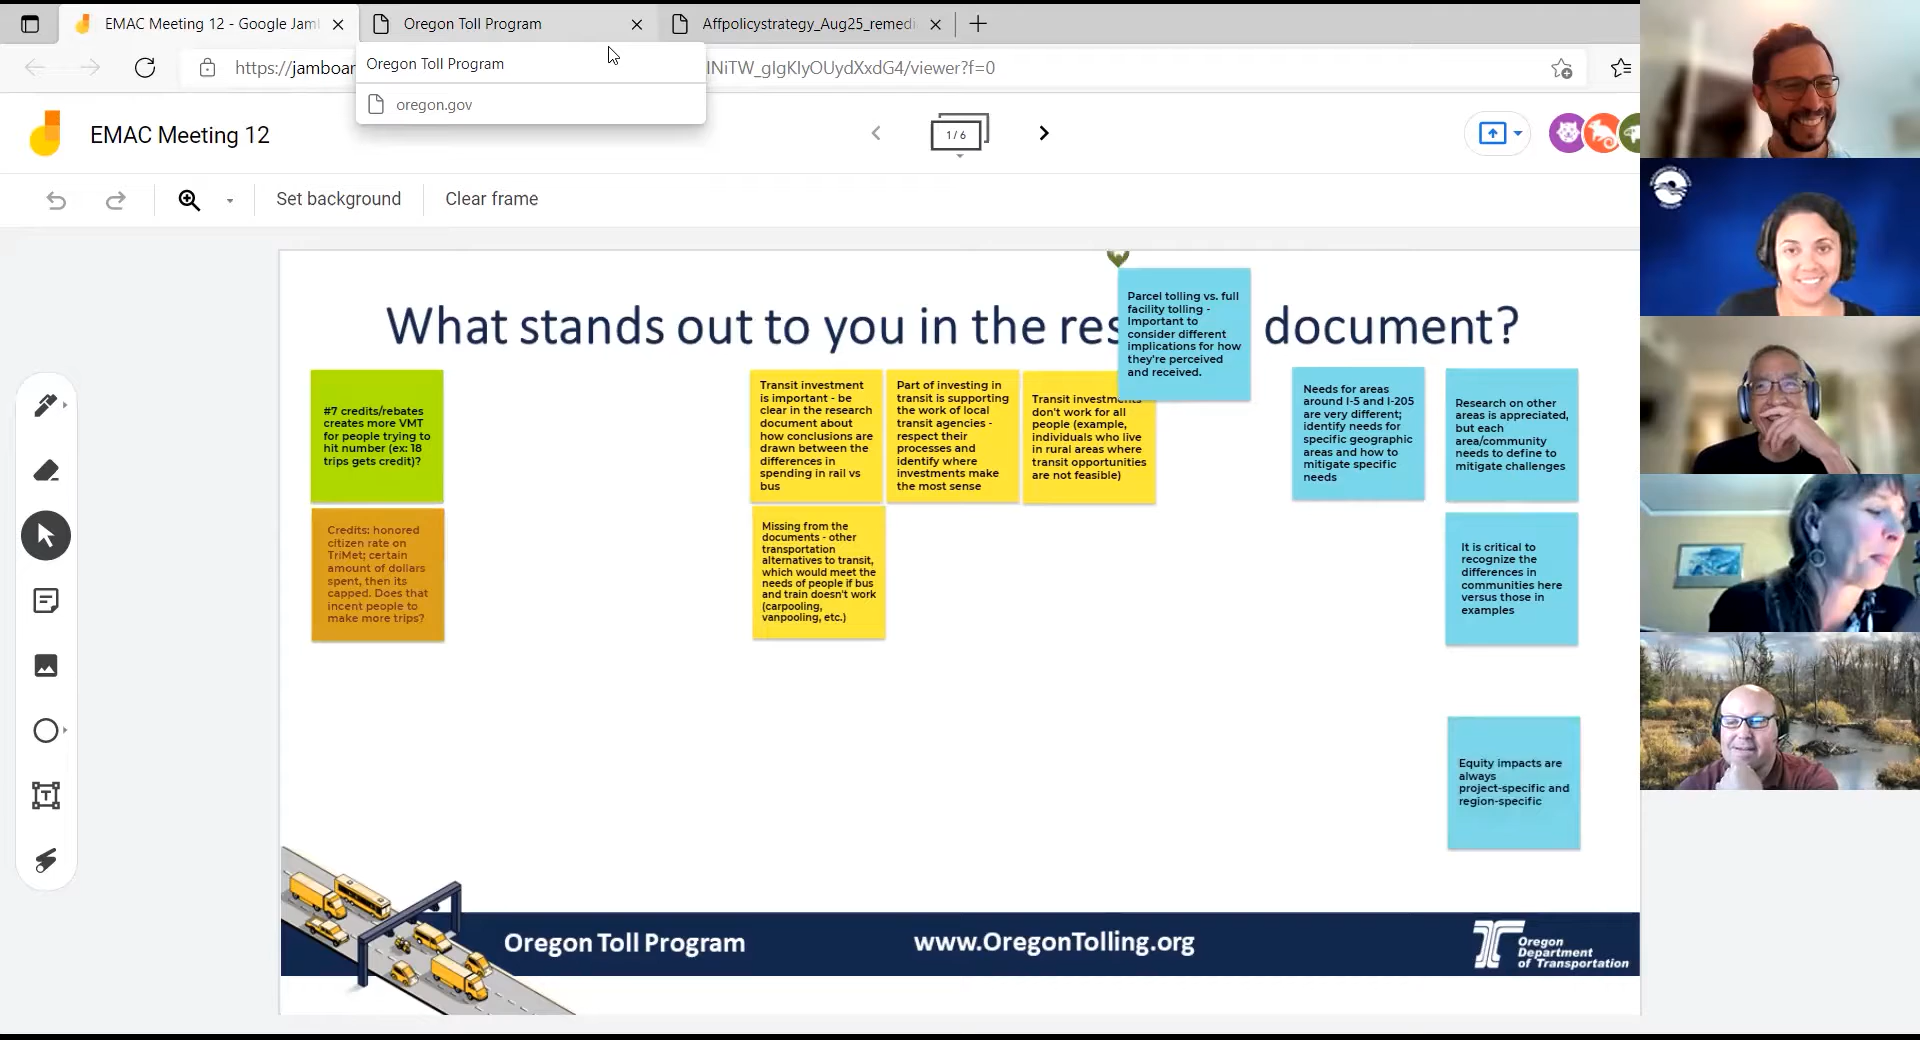 EMAC Meeting 12 - Google Jam
Oregon Toll Program
Affpolicystrategy_Aug25_remedi
https://jamboar
lNiTW_gIgKlyOUydXxdG4/viewer?f=0
Oregon Toll Program
oregon.gov
EMAC Meeting 12
1 / 6
Set background
Clear frame
What stands out to you in the res
document?
Parcel tolling vs. full
facility tolling -
Important to
consider different
implications for how
they're perceived
and received.
#7 credits/rebates
creates more VMT
for people trying to
hit number (ex: 18
trips gets credit)?
Transit investment
is important - be
clear in the research
document about
how conclusions are
drawn between the
differences in
spending in rail vs
bus
Part of investing in
transit is supporting
the work of local
transit agencies -
respect their
processes and
identify where
investments make
the most sense
Transit investments
don't work for all
people (example,
individuals who live
in rural areas where
transit opportunities
are not feasible)
Needs for areas
around I-5 and I-205
are very different;
identify needs for
specific geographic
areas and how to
mitigate specific
needs
Research on other
areas is appreciated,
but each
area/community
needs to define to
mitigate challenges
Credits: honored
citizen rate on
TriMet; certain
amount of dollars
spent, then its
capped. Does that
incent people to
make more trips?
Missing from the
documents - other
transportation
alternatives to transit,
which would meet the
needs of people if bus
and train doesn't work
(carpooling,
vanpooling, etc.)
It is critical to
recognize the
differences in
communities here
versus those in
examples
Equity impacts are
always
project-specific and
region-specific
Oregon Toll Program
www.OregonTolling.org
Oregon
Department
of Transportation